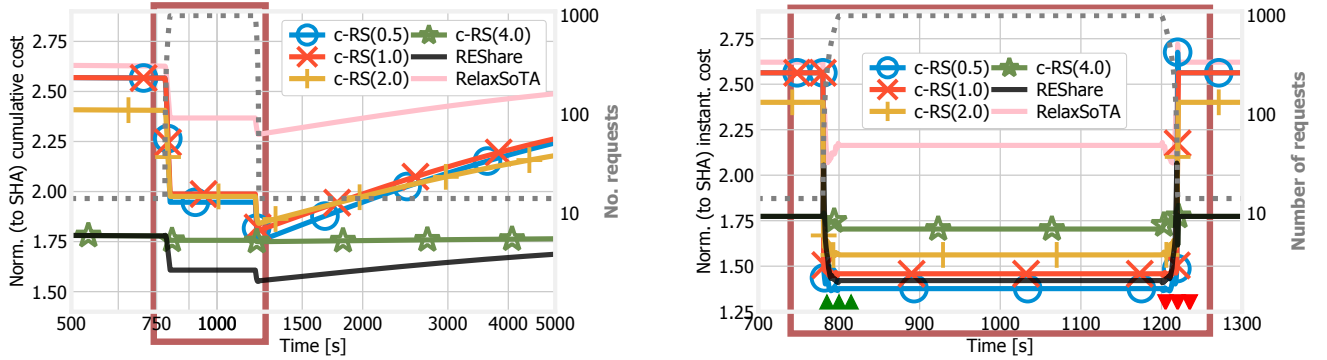 Norm. (to SHA) cumulative cost
2.75
2.50
2.25
2.00
1.75
1.50
c-RS(0.5)
c-RS(1.0)
c-RS(2.0)
c-RS(4.0)
REShare
RelaxSoTA
1000
100
10
No. requests
500
750
1000
1500
2000
3000
4000
5000
Time [s]
Norm. (to SHA) instant. cost
2.75
2.50
2.25
2.00
1.75
1.50
1.25
c-RS(0.5)
c-RS(1.0)
c-RS(2.0)
c-RS(4.0)
REShare
RelaxSoTA
1000
100
10
Number of requests
700
800
900
1000
1100
1200
1300
Time [s]